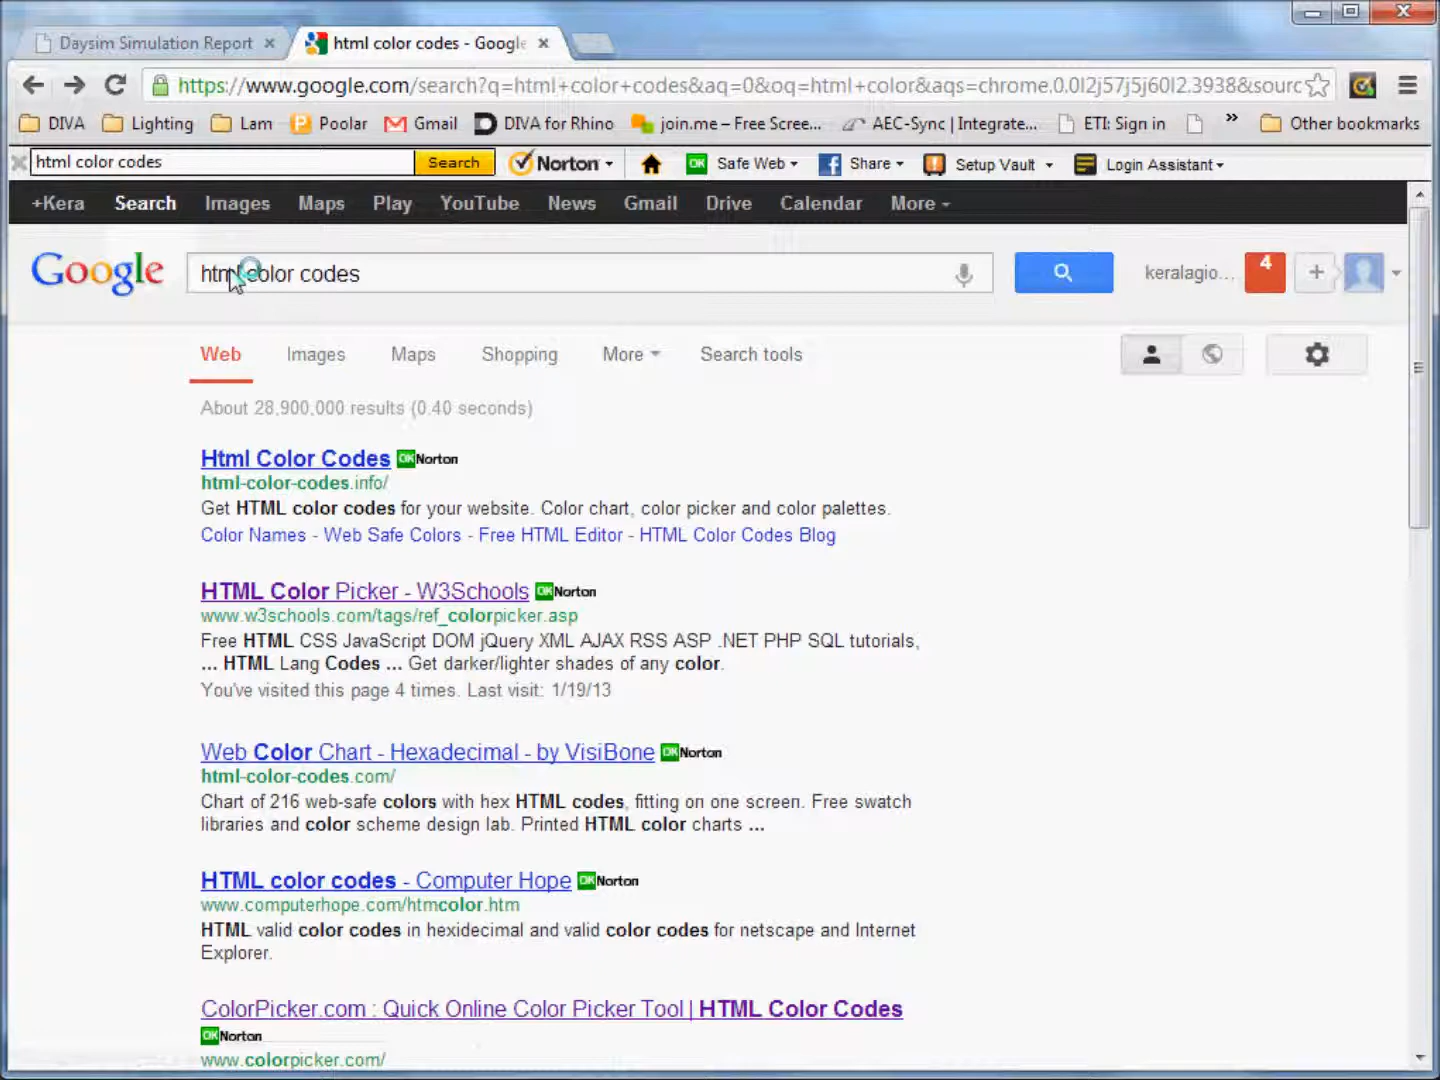 Daysim Simulation Report
html color codes - Google
https://www.google.com/search?q=html+color+codes&aq=0&oq=html+color&aqs=chrome.0.0l2j57j5j60l2.3938&sourc
DIVA Lighting Lam Poolar Gmail DIVA for Rhino join.me – Free Scree... AEC-Sync | Integrate... ETI: Sign in » Other bookmarks
html color codes Search Norton Safe Web Share Setup Vault Login Assistant
+Kera Search Images Maps Play YouTube News Gmail Drive Calendar More
Google html color codes keralagio... 4 +
Web Images Maps Shopping More Search tools
About 28,900,000 results (0.40 seconds)
Html Color Codes OK Norton
html-color-codes.info/
Get HTML color codes for your website. Color chart, color picker and color palettes.
Color Names - Web Safe Colors - Free HTML Editor - HTML Color Codes Blog
HTML Color Picker - W3Schools OK Norton
www.w3schools.com/tags/ref_colorpicker.asp
Free HTML CSS JavaScript DOM jQuery XML AJAX RSS ASP .NET PHP SQL tutorials,
... HTML Lang Codes ... Get darker/lighter shades of any color.
You've visited this page 4 times. Last visit: 1/19/13
Web Color Chart - Hexadecimal - by VisiBone OK Norton
html-color-codes.com/
Chart of 216 web-safe colors with hex HTML codes, fitting on one screen. Free swatch
libraries and color scheme design lab. Printed HTML color charts ...
HTML color codes - Computer Hope OK Norton
www.computerhope.com/htmcolor.htm
HTML valid color codes in hexidecimal and valid color codes for netscape and Internet
Explorer.
ColorPicker.com : Quick Online Color Picker Tool | HTML Color Codes
OK Norton
www.colorpicker.com/